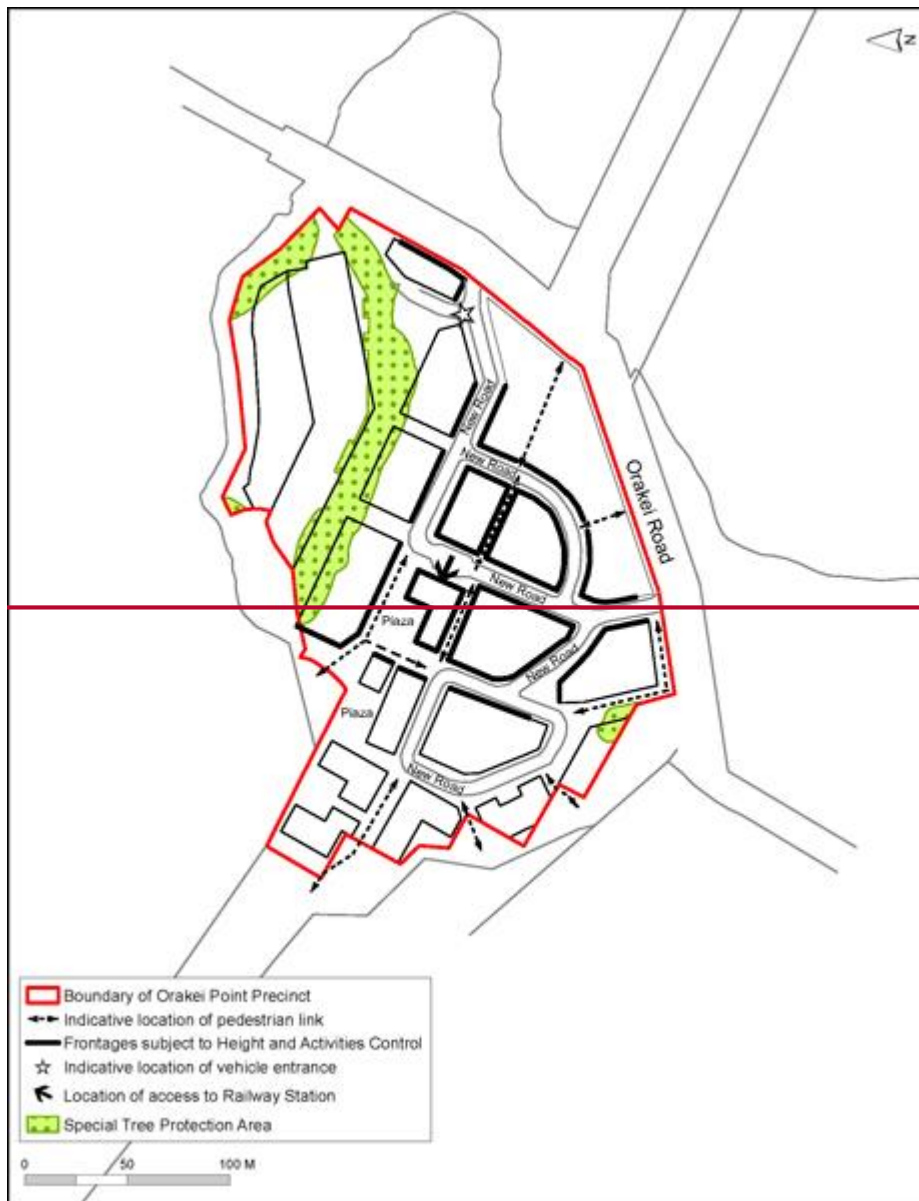 N
New Road
New Road
Orakei Road
New Road
Plaza
New Road
Plaza
New Road
Boundary of Orakei Point Precinct
Indicative location of pedestrian link
Frontages subject to Height and Activities Control
Indicative location of vehicle entrance
Location of access to Railway Station
Special Tree Protection Area
0 50 100 M